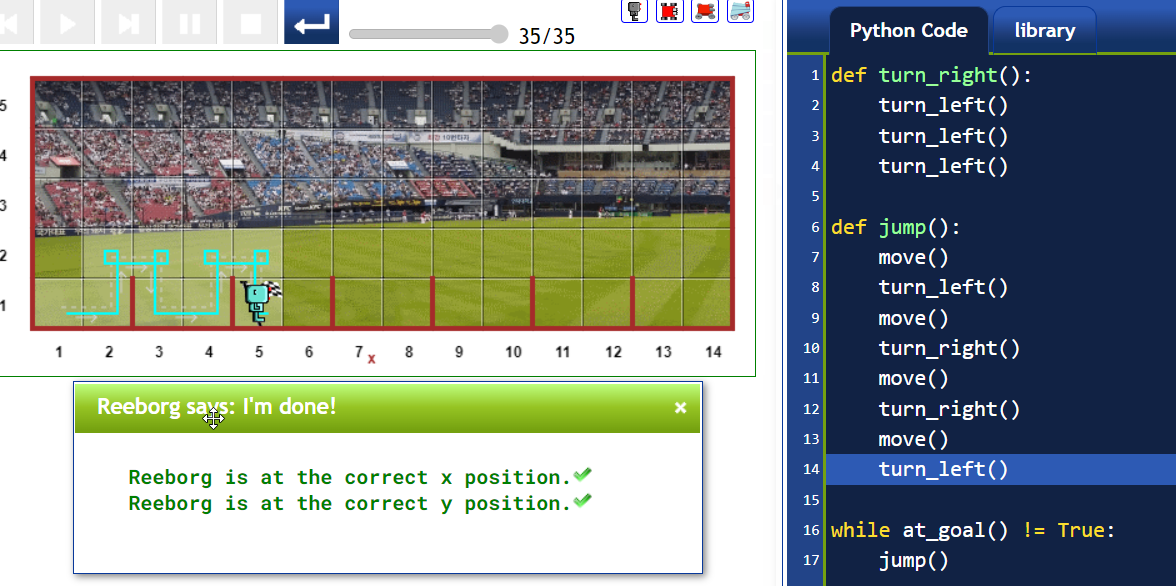 35/35
Python Code
library
5
4
3
2
1
1 2 3 4 5 6 7 x 8 9 10 11 12 13 14
Reeborg says: I'm done!
×
Reeborg is at the correct x position.
Reeborg is at the correct y position.
1 def turn_right():
2     turn_left()
3     turn_left()
4     turn_left()
5
6 def jump():
7     move()
8     turn_left()
9     move()
10     turn_right()
11     move()
12     turn_right()
13     move()
14     turn_left()
15
16 while at_goal() != True:
17     jump()